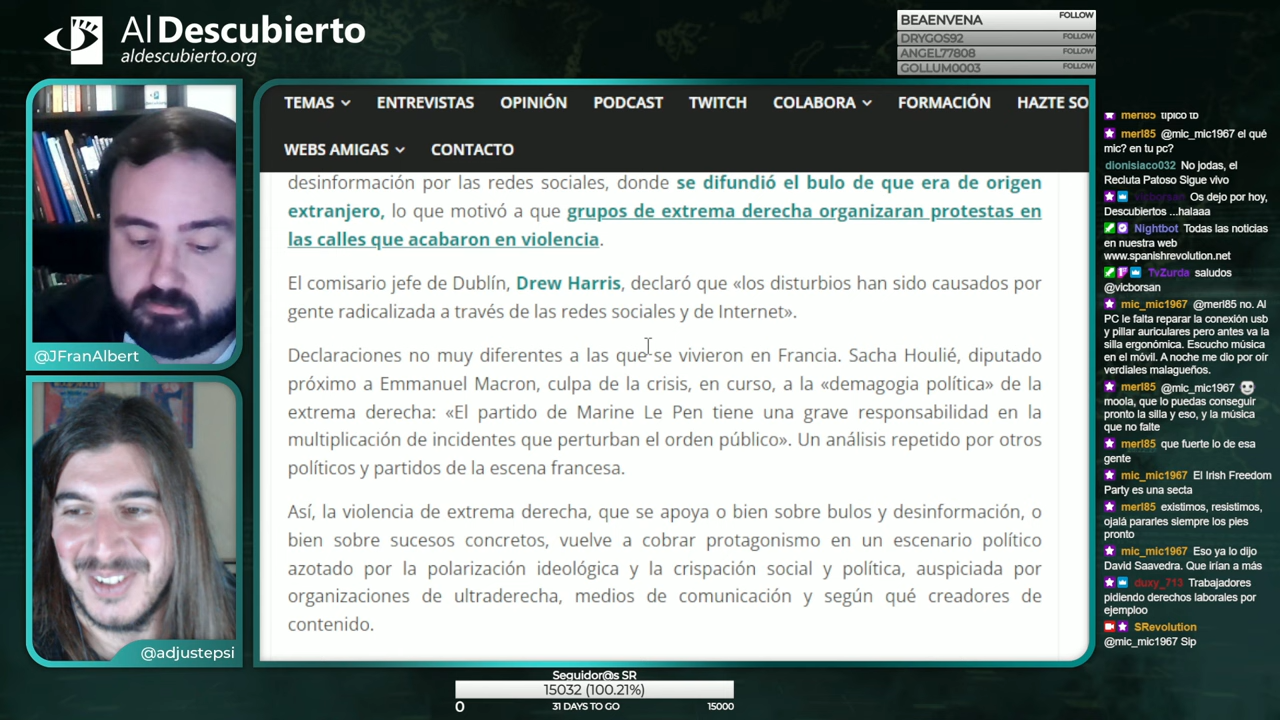 Al Descubierto
aldescubierto.org
BEAENVENA FOLLOW
DRYGOS92 FOLLOW
ANGEL77808 FOLLOW
GOLLUM0003 FOLLOW
TEMAS ENTREVISTAS OPINIÓN PODCAST TWITCH COLABORA FORMACIÓN HAZTE SO
WEBS AMIGAS CONTACTO
desinformación por las redes sociales, donde se difundió el bulo de que era de origen
extranjero, lo que motivó a que grupos de extrema derecha organizaran protestas en
las calles que acabaron en violencia.
El comisario jefe de Dublín, Drew Harris, declaró que «los disturbios han sido causados por
gente radicalizada a través de las redes sociales y de Internet».
Declaraciones no muy diferentes a las que se vivieron en Francia. Sacha Houlié, diputado
próximo a Emmanuel Macron, culpa de la crisis, en curso, a la «demagogia política» de la
extrema derecha: «El partido de Marine Le Pen tiene una grave responsabilidad en la
multiplicación de incidentes que perturban el orden público». Un análisis repetido por otros
políticos y partidos de la escena francesa.
Así, la violencia de extrema derecha, que se apoya o bien sobre bulos y desinformación, o
bien sobre sucesos concretos, vuelve a cobrar protagonismo en un escenario político
azotado por la polarización ideológica y la crispación social y política, auspiciada por
organizaciones de ultraderecha, medios de comunicación y según qué creadores de
contenido.
@JFranAlbert
@adjustepsi
merl85 tipico tb
merl85 @mic_mic1967 el qué
mic? en tu pc?
dionisiaco032 No jodas, el
Recluta Patoso Sigue vivo
vicborsan Os dejo por hoy,
Descubiertos ...halaaa
Nightbot Todas las noticias
en nuestra web
www.spanishrevolution.net
TvZurda saludos
@vicborsan
mic_mic1967 @merl85 no. Al
PC le falta reparar la conexión usb
y pillar auriculares pero antes va la
silla ergonómica. Escucho música
en el móvil. A noche me dio por oír
verdiales malagueños.
merl85 @mic_mic1967
moola, que lo puedas conseguir
pronto la silla y eso, y la música
que no falte
merl85 que fuerte lo de esa
gente
mic_mic1967 El Irish Freedom
Party es una secta
merl85 existimos, resistimos,
ojalá pararles siempre los pies
pronto
mic_mic1967 Eso ya lo dijo
David Saavedra. Que irían a más
duxy_713 Trabajadores
pidiendo derechos laborales por
ejemploo
SRevolution
@mic_mic1967 Sip
Seguidor@s SR
15032 (100.21%)
0 31 DAYS TO GO 15000